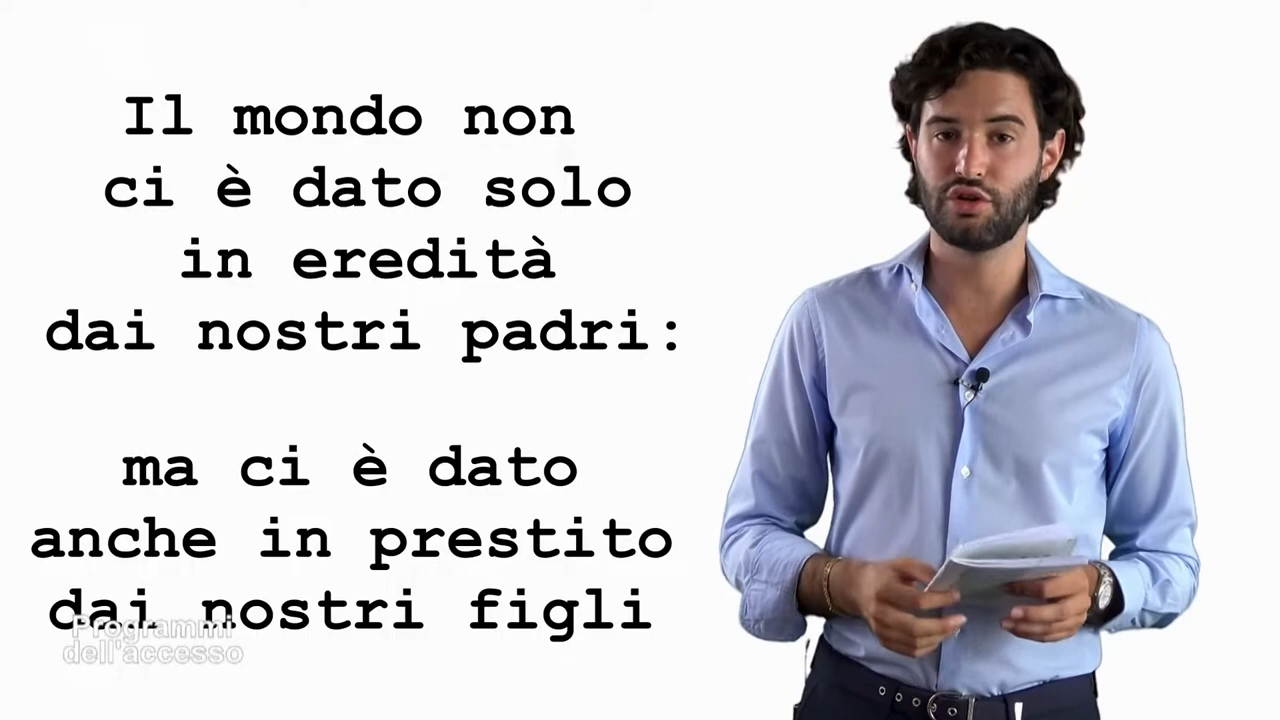 Il mondo non
ci è dato solo
in eredità
dai nostri padri:
ma ci è dato
anche in prestito
dai nostri figli
Programmi
dell'accesso